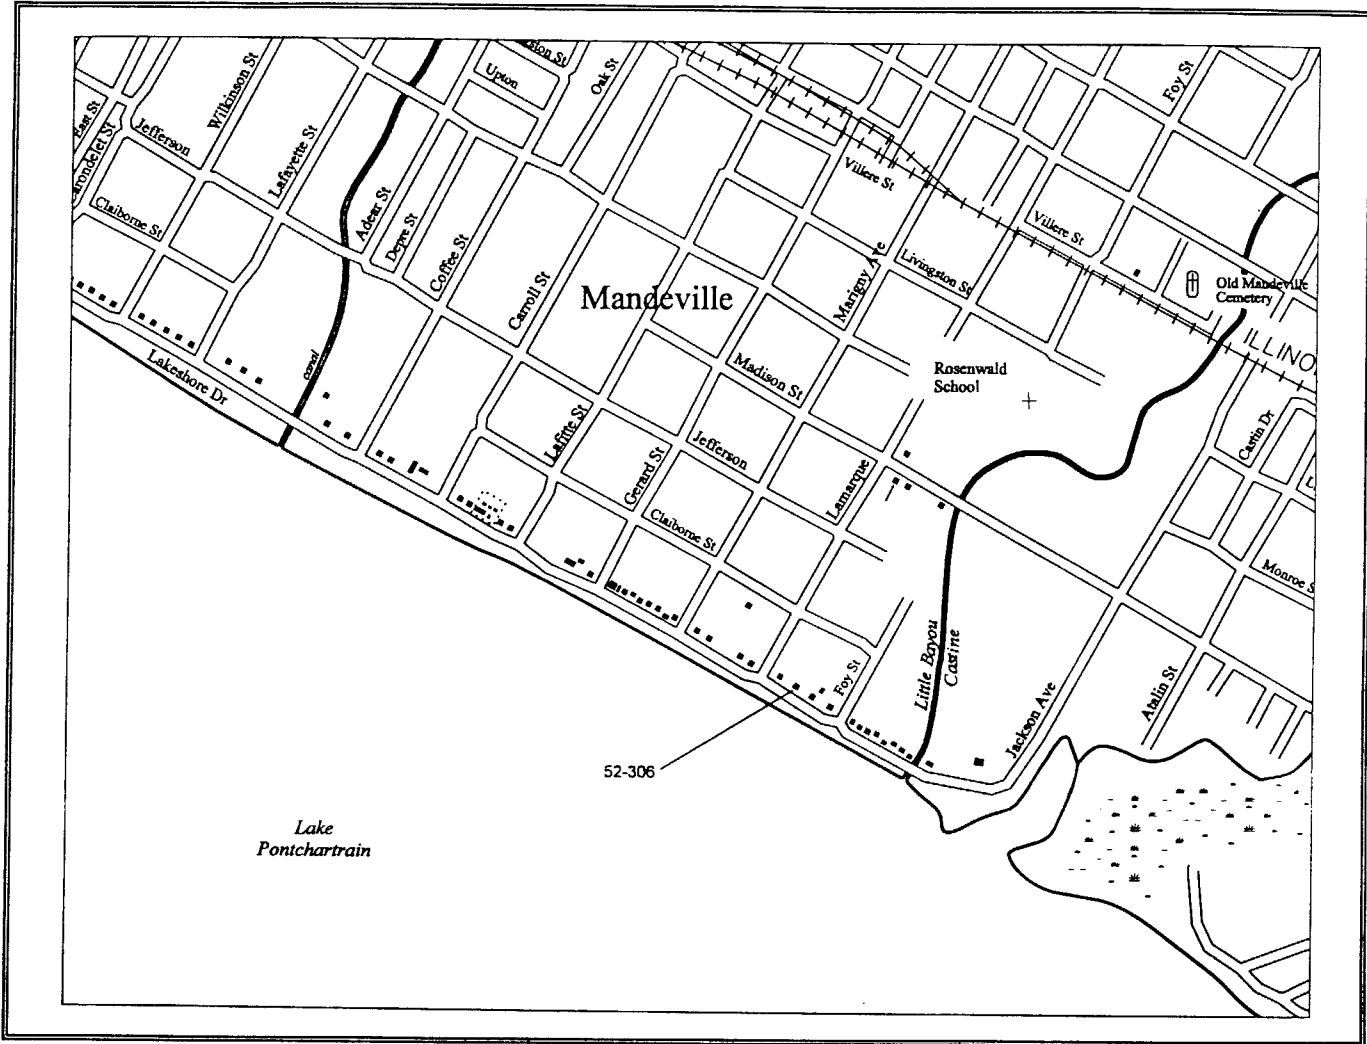 Upton
Oak St
Foy St
Wilkinson St
East St
Jefferson
Lafayette St
Villere St
Claiborne St
Adear St
Depre St
Coffee St
Villere St
Marigny Ave
Livingston St
Carroll St
Mandeville
Old Mandeville
Cemetery
Lakeshore Dr
canal
Madison St
Rosenwald
School
Castin Dr
Lafitte St
Jefferson
Gerard St
Lamarque
Claiborne St
Little Bayou
Castine
Foy St
Atalin St
Jackson Ave
52-306
Lake
Pontchartrain